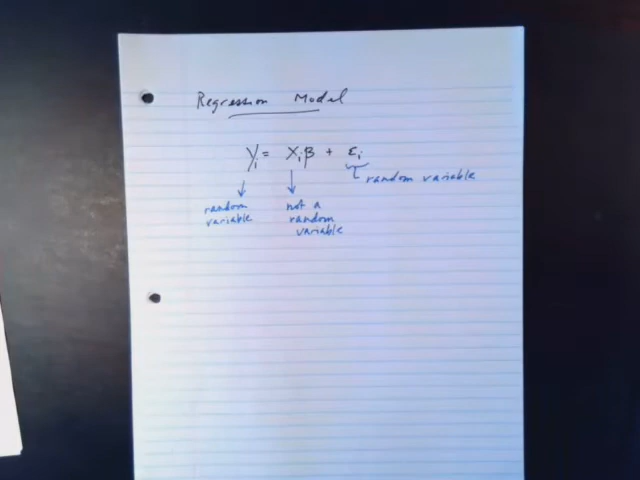 Regression Model
yᵢ = xᵢβ + εᵢ
random variable
random not a
variable random
variable